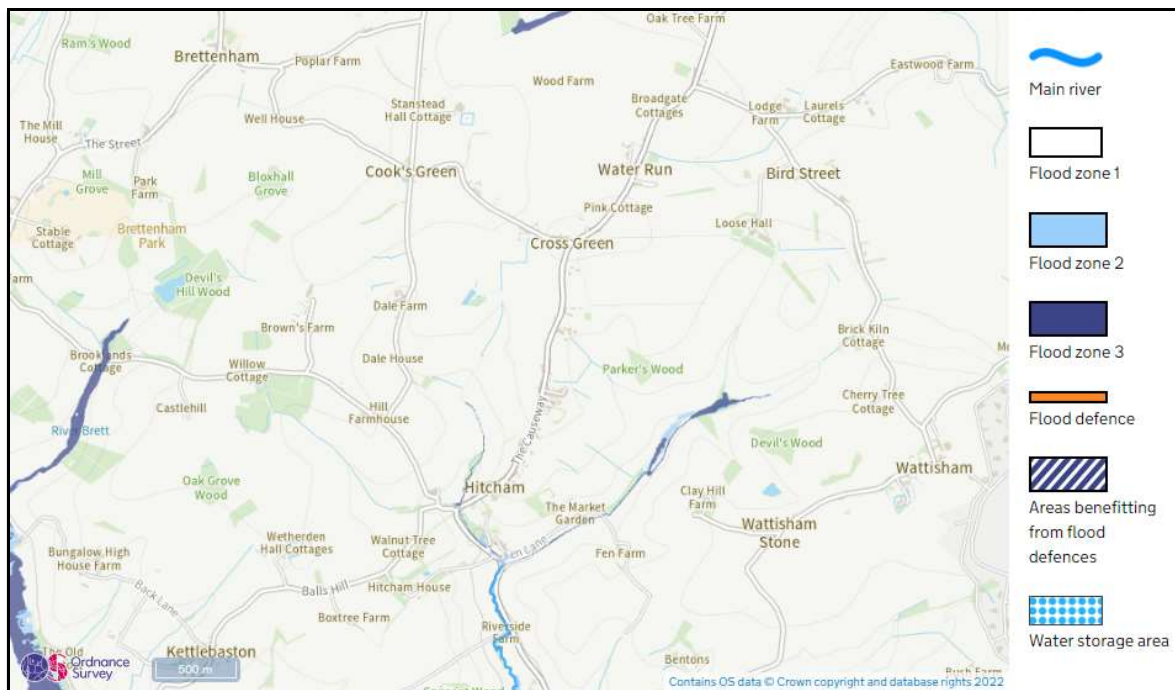 Oak Tree Farm
Ram's Wood
Brettenham
Poplar Farm
Wood Farm
Eastwood Farm
Stanstead
Hall Cottage
Broadgate
Cottages
Lodge
Farm
Laurels
Cottage
The Mill
House
Well House
The Street
Mill
Grove
Park
Farm
Bloxhall
Grove
Cook's Green
Water Run
Bird Street
Pink Cottage
Stable
Cottage
Brettenham
Park
Loose Hall
Cross Green
Farm
Devil's
Hill Wood
Dale Farm
Brown's Farm
Brick Kiln
Cottage
Brooklands
Cottage
Willow
Cottage
Dale House
Parker's Wood
Castlehill
Hill
Farmhouse
The Causeway
Cherry Tree
Cottage
River Brett
Devil's Wood
Wattisham
Oak Grove
Wood
Hitcham
The Market
Garden
Clay Hill
Farm
Wattisham
Stone
Wetherden
Hall Cottages
Walnut Tree
Cottage
Fen Lane
Fen Farm
Bungalow High
House Farm
Back Lane
Balls Hill
Hitcham House
Boxtree Farm
Riverside
Farm
Kettlebaston
Bentons
The Old
Ordnance
Survey
500 m
Contains OS data © Crown copyright and database rights 2022
Main river
Flood zone 1
Flood zone 2
Flood zone 3
Flood defence
Areas benefitting
from flood
defences
Water storage area